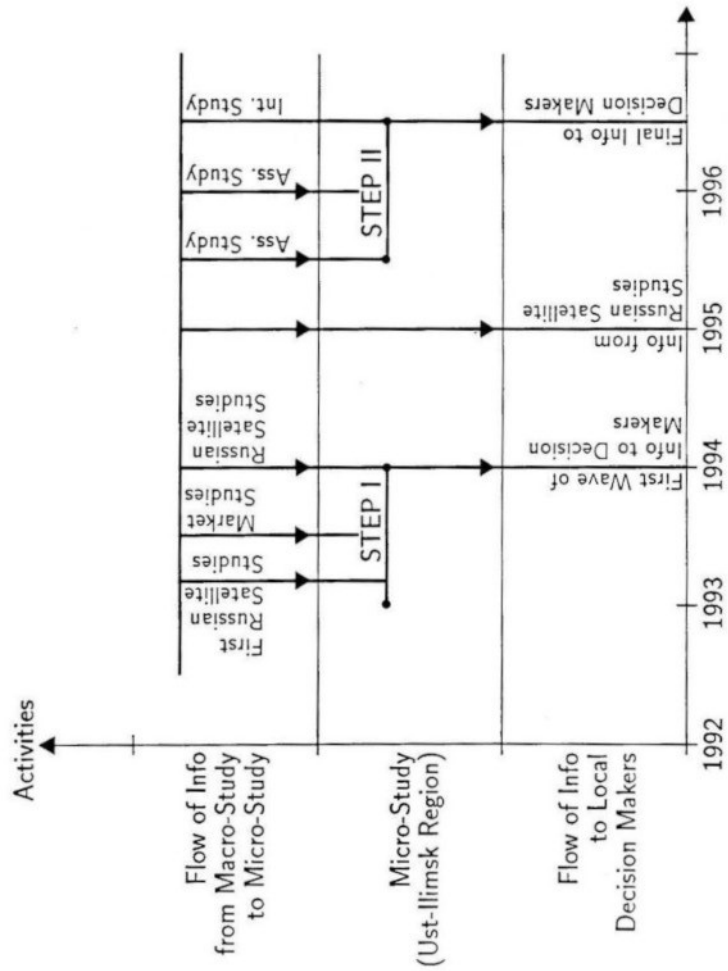 Activities
Flow of Info
from Macro-Study
to Micro-Study
Micro-Study
(Ust-Ilimsk Region)
Flow of Info
to Local
Decision Makers
First
Russian
Satellite
Studies
Market
Studies
Russian
Satellite
Studies
Ass. Study
Ass. Study
Int. Study
STEP I
STEP II
First Wave of
Info to Decision
Makers
Info from
Russian Satellite
Studies
Final Info to
Decision Makers
1992
1993
1994
1995
1996